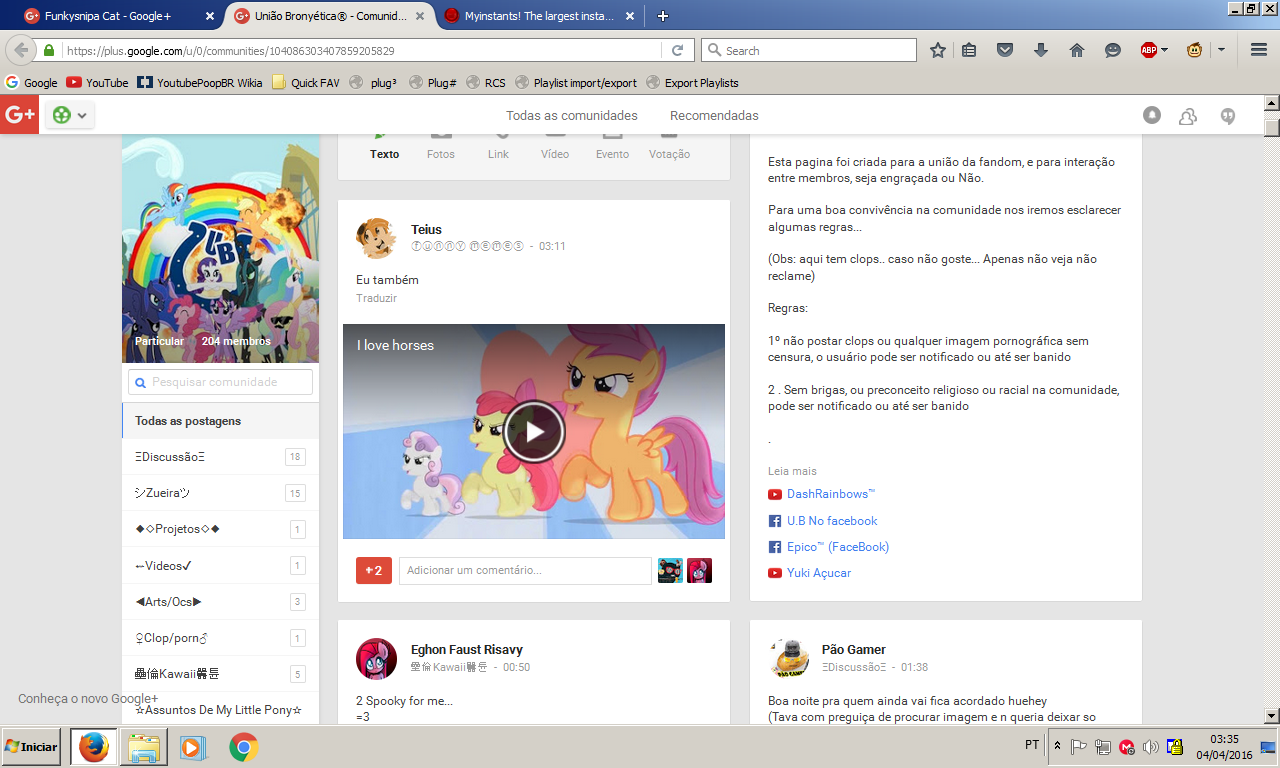 Funkysnipa Cat - Google+
União Bronyética® - Comunid...
Myinstants! The largest insta...
https://plus.google.com/u/0/communities/104086303407859205829
Search
ABP
Google
YouTube
YoutubePoopBR Wikia
Quick FAV
plug³
Plug#
RCS
Playlist import/export
Export Playlists
G+
Todas as comunidades
Recomendadas
UB
Particular
204 membros
Pesquisar comunidade
Todas as postagens
ΞDiscussãoΞ 18
シZueiraツ 15
◆◇Projetos◇◆ 1
↔Videos✓ 1
◀Arts/Ocs▶ 3
♀Clop/porn♂ 1
Kawaii 5
☆Assuntos De My Little Pony☆
Conheça o novo Google+
Texto
Fotos
Link
Vídeo
Evento
Votação
Teius
ⓕⓤⓝⓝⓨ ⓜⓔⓜⓔⓢ - 03:11
Eu também
Traduzir
I love horses
+2
Adicionar um comentário...
Eghon Faust Risavy
Kawaii - 00:50
2 Spooky for me...
=3
Esta pagina foi criada para a união da fandom, e para interação
entre membros, seja engraçada ou Não.
Para uma boa convivência na comunidade nos iremos esclarecer
algumas regras...
(Obs: aqui tem clops.. caso não goste... Apenas não veja não
reclame)
Regras:
1º não postar clops ou qualquer imagem pornográfica sem
censura, o usuário pode ser notificado ou até ser banido
2 . Sem brigas, ou preconceito religioso ou racial na comunidade,
pode ser notificado ou até ser banido
.
Leia mais
DashRainbows™
U.B No facebook
Epico™ (FaceBook)
Yuki Açucar
Pão Gamer
ΞDiscussãoΞ - 01:38
PÃO GAMER
Boa noite pra quem ainda vai fica acordado huehey
(Tava com preguiça de procurar imagem e n queria deixar so
Iniciar
PT
03:35
04/04/2016